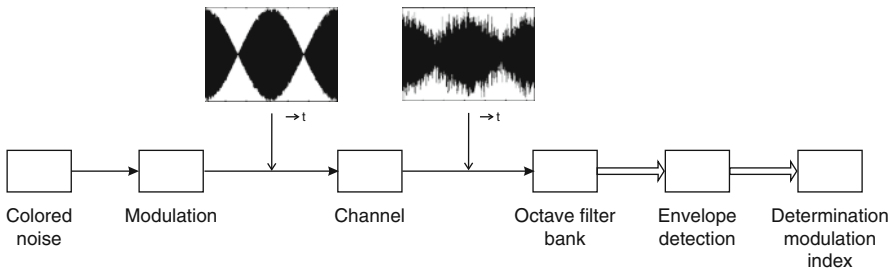 → t
→ t
Colored
noise
Modulation
Channel
Octave filter
bank
Envelope
detection
Determination
modulation
index